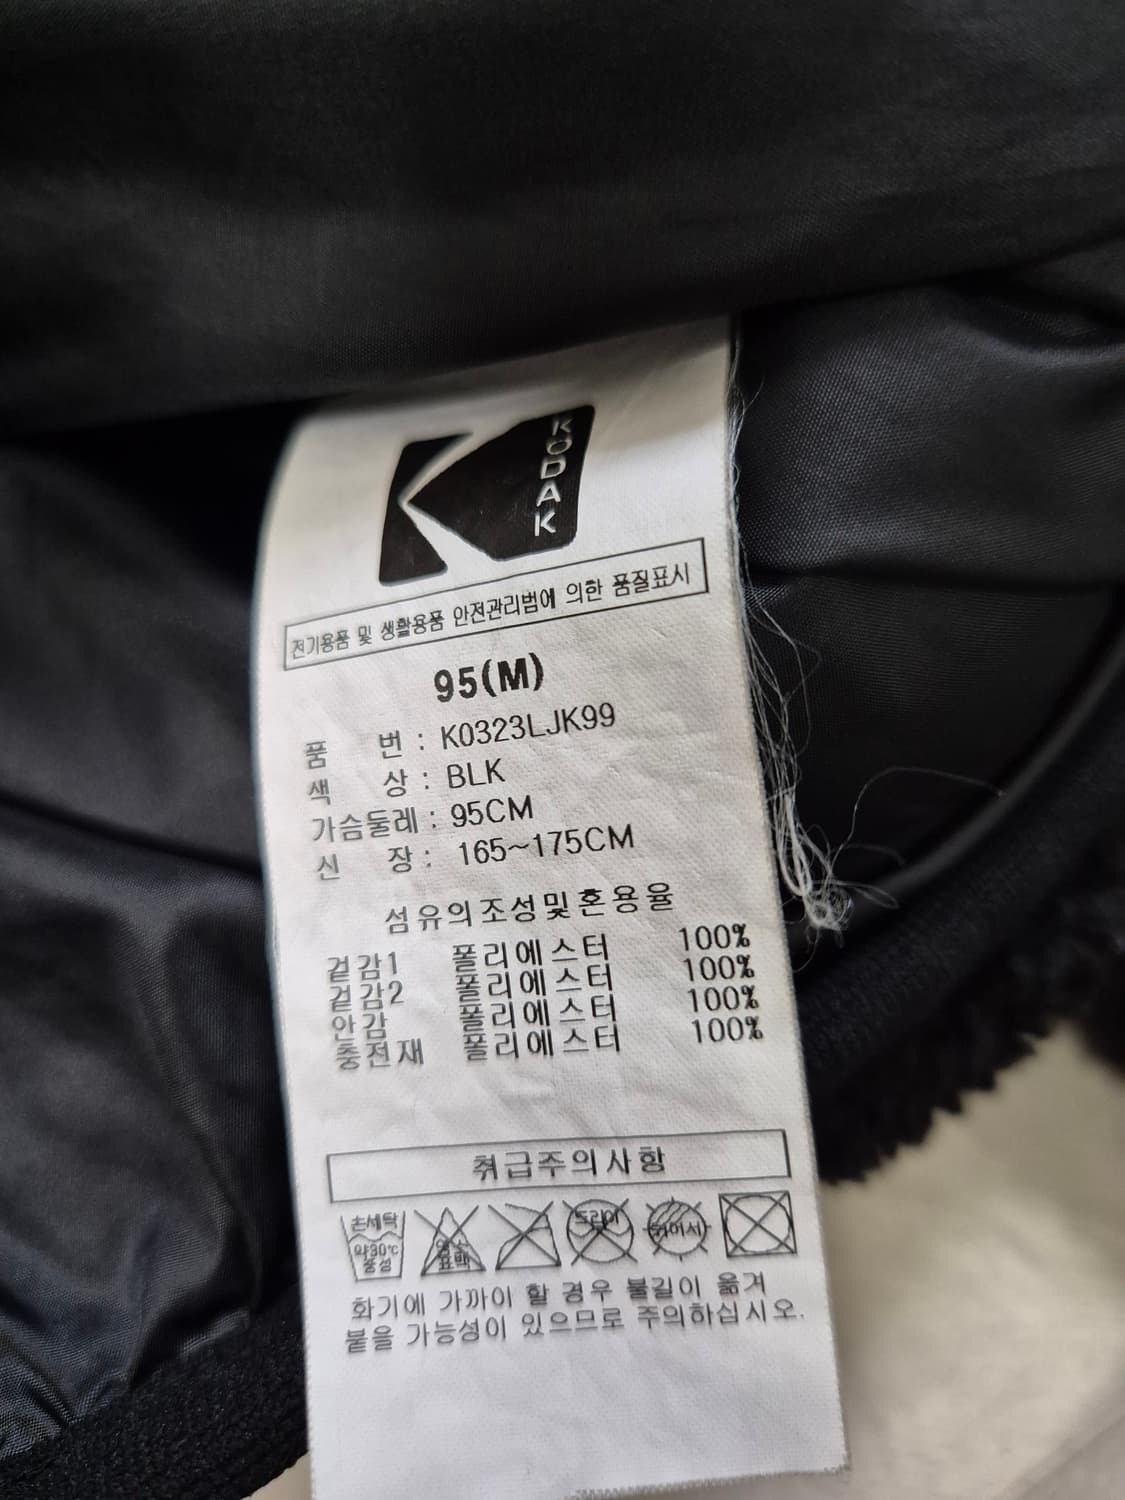 KODAK
전기용품 및 생활용품 안전관리법에 의한 품질표시
95(M)
품 번 : K0323LJK99
색 상 : BLK
가슴둘레 : 95CM
신 장 : 165~175CM
섬유의조성및혼용율
겉감1 폴리에스터 100%
겉감2 폴리에스터 100%
안감 폴리에스터 100%
충전재 폴리에스터 100%
취급주의사항
손세탁 약30℃ 중성
염소 표백
드라이
화기에 가까이 할 경우 불길이 옮겨
붙을 가능성이 있으므로 주의하십시오.